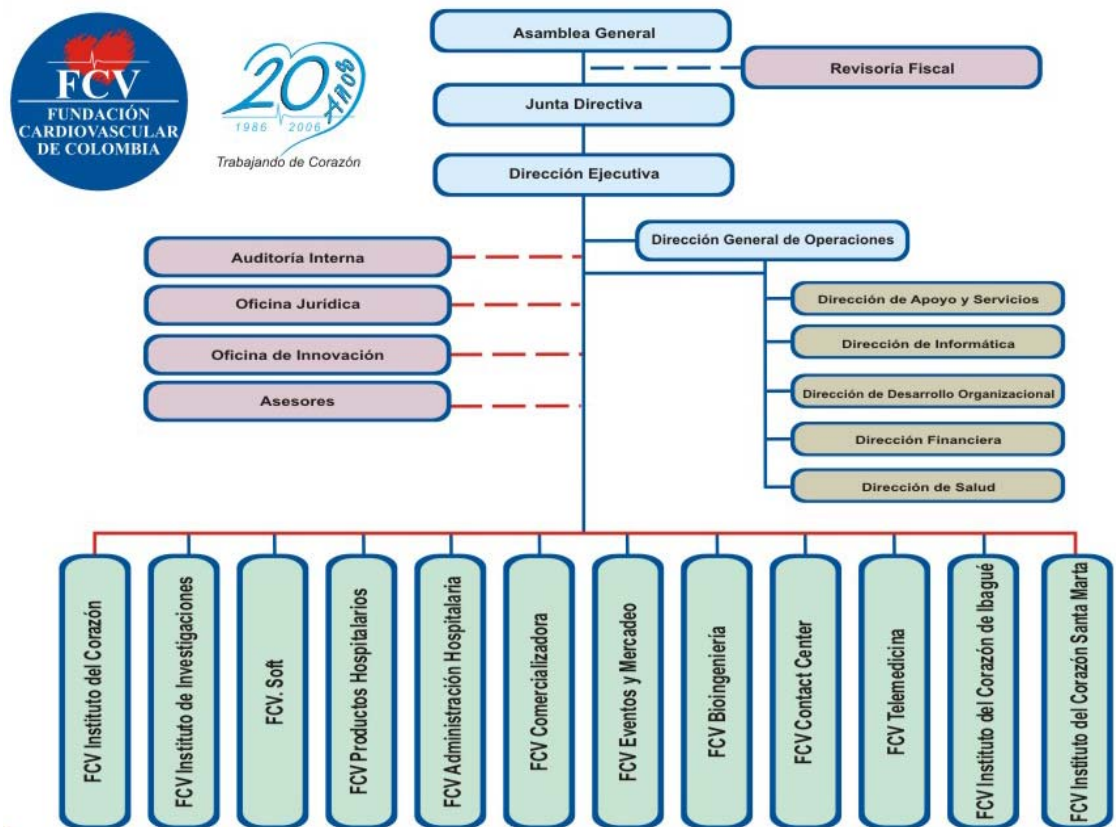 FCV
FUNDACIÓN
CARDIOVASCULAR
DE COLOMBIA
20
AÑOS
1986 2006
Trabajando de Corazón
Asamblea General
Revisoría Fiscal
Junta Directiva
Dirección Ejecutiva
Dirección General de Operaciones
Auditoría Interna
Oficina Jurídica
Oficina de Innovación
Asesores
Dirección de Apoyo y Servicios
Dirección de Informática
Dirección de Desarrollo Organizacional
Dirección Financiera
Dirección de Salud
FCV Instituto del Corazón
FCV Instituto de Investigaciones
FCV. Soft
FCV Productos Hospitalarios
FCV Administración Hospitalaria
FCV Comercializadora
FCV Eventos y Mercadeo
FCV Bioingeniería
FCV Contact Center
FCV Telemedicina
FCV Instituto del Corazón de Ibagué
FCV Instituto del Corazón Santa Marta